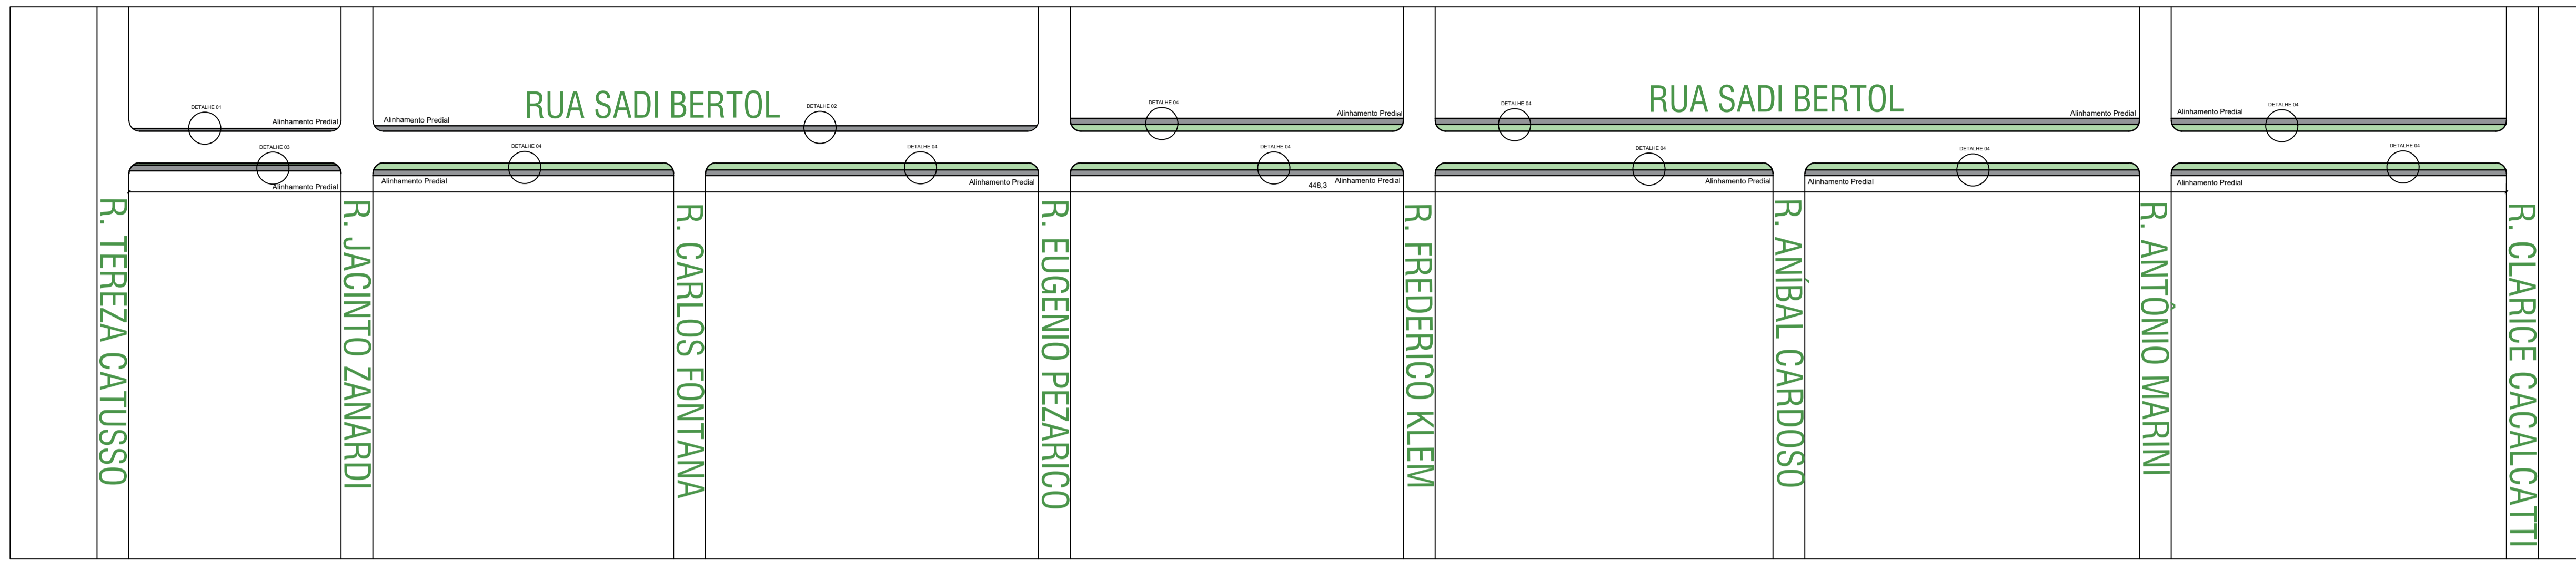 DETALHE 01
Alinhamento Predial
Alinhamento Predial
RUA SADI BERTOL
DETALHE 02
DETALHE 04
Alinhamento Predial
DETALHE 04
RUA SADI BERTOL
Alinhamento Predial
Alinhamento Predial
DETALHE 04
DETALHE 03
Alinhamento Predial
DETALHE 04
Alinhamento Predial
DETALHE 04
Alinhamento Predial
DETALHE 04
448,3
Alinhamento Predial
DETALHE 04
Alinhamento Predial
Alinhamento Predial
DETALHE 04
Alinhamento Predial
DETALHE 04
R. TEREZA CATUSSO
R. JACINTO ZANARDI
R. CARLOS FONTANA
R. EUGENIO PEZARICO
R. FREDERICO KLEM
R. ANÍBAL CARDOSO
R. ANTÔNIO MARINI
R. CLARICE CACALCATTI